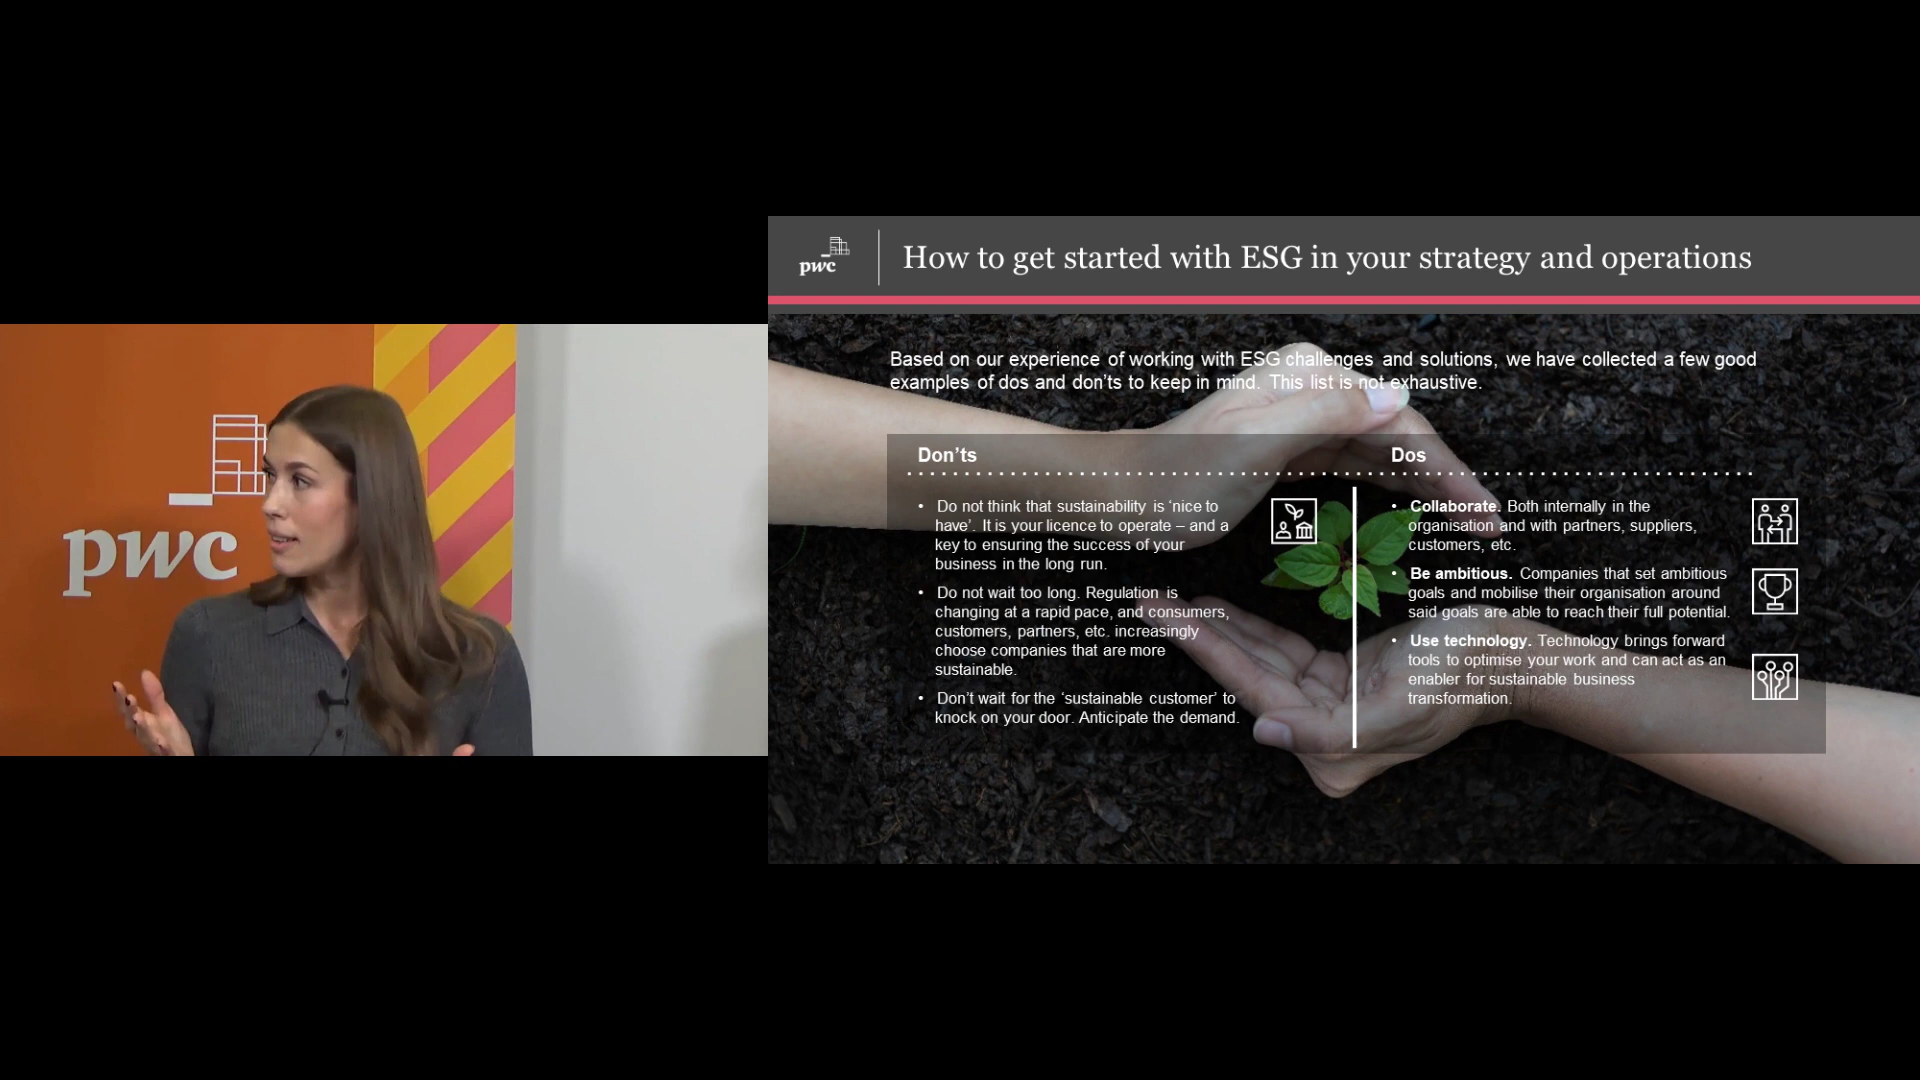 pwc
pwc
How to get started with ESG in your strategy and operations
Based on our experience of working with ESG challenges and solutions, we have collected a few good
examples of dos and don’ts to keep in mind. This list is not exhaustive.
Don’ts
• Do not think that sustainability is ‘nice to
have’. It is your licence to operate – and a
key to ensuring the success of your
business in the long run.
• Do not wait too long. Regulation is
changing at a rapid pace, and consumers,
customers, partners, etc. increasingly
choose companies that are more
sustainable.
• Don’t wait for the ‘sustainable customer’ to
knock on your door. Anticipate the demand.
Dos
• Collaborate. Both internally in the
organisation and with partners, suppliers,
customers, etc.
• Be ambitious. Companies that set ambitious
goals and mobilise their organisation around
said goals are able to reach their full potential.
• Use technology. Technology brings forward
tools to optimise your work and can act as an
enabler for sustainable business
transformation.